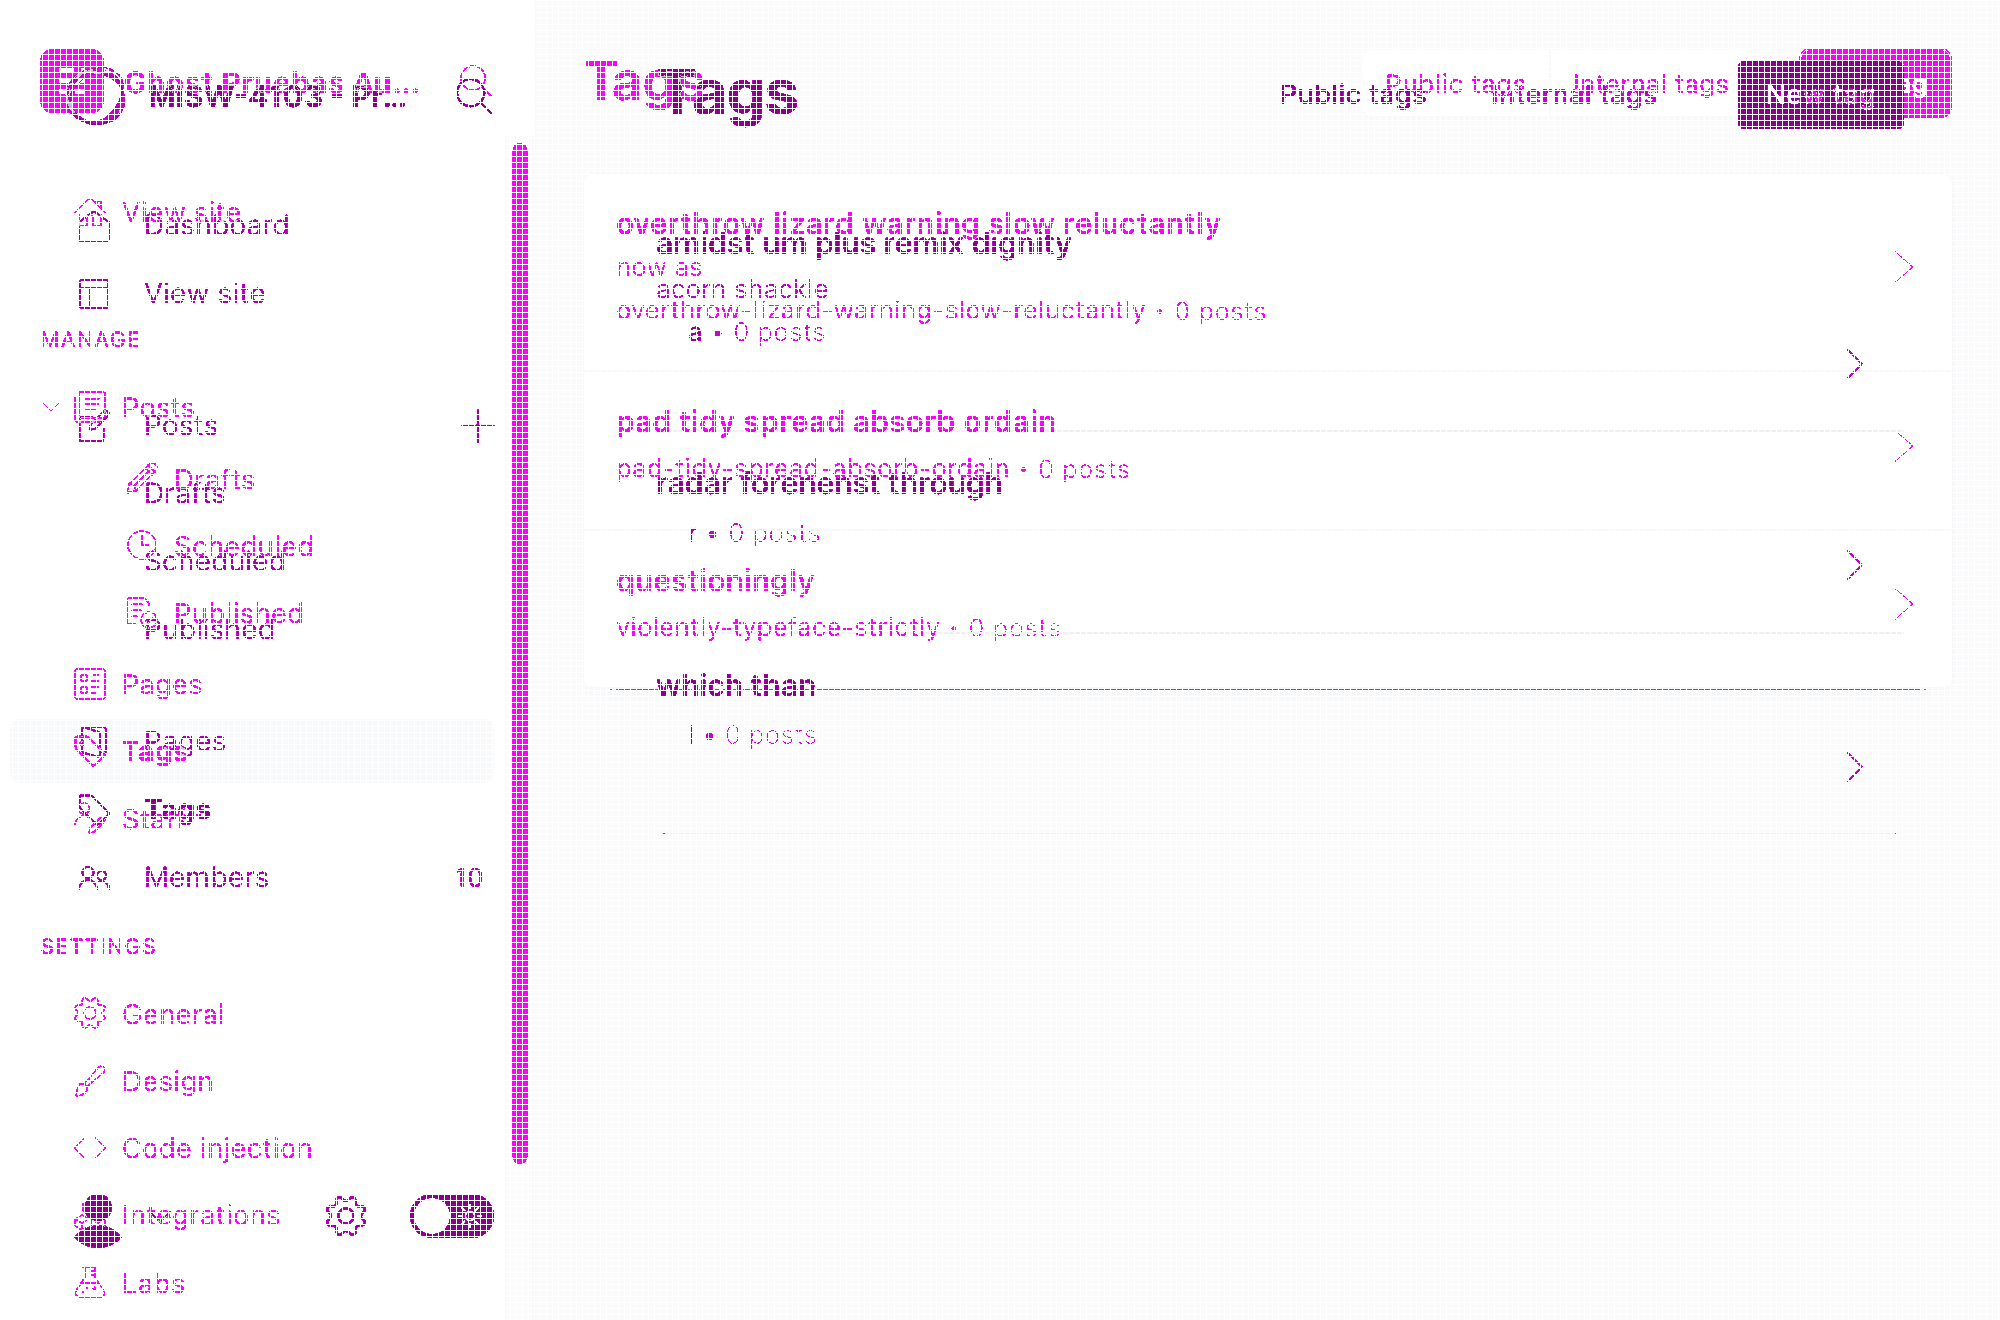 Ghost Pruebas Au...
MSW-4103 - Pr...
Tags
Tags
Public tags
Internal tags
Public tags
Internal tags
New tag
View site
Dashboard
View site
MANAGE
Posts
Posts
Drafts
Drafts
Scheduled
Scheduled
Published
Published
Pages
Pages
Tags
Tags
Staff
Members 10
SETTINGS
General
Design
Code injection
Integrations
Labs
overthrow lizard warning slow reluctantly
amidst um plus remix dignity
now as
acorn shackle
overthrow-lizard-warning-slow-reluctantly • 0 posts
a • 0 posts
pad tidy spread absorb ordain
pad-tidy-spread-absorb-ordain • 0 posts
radar forenenst through
r • 0 posts
questioningly
violently-typeface-strictly • 0 posts
which than
l • 0 posts